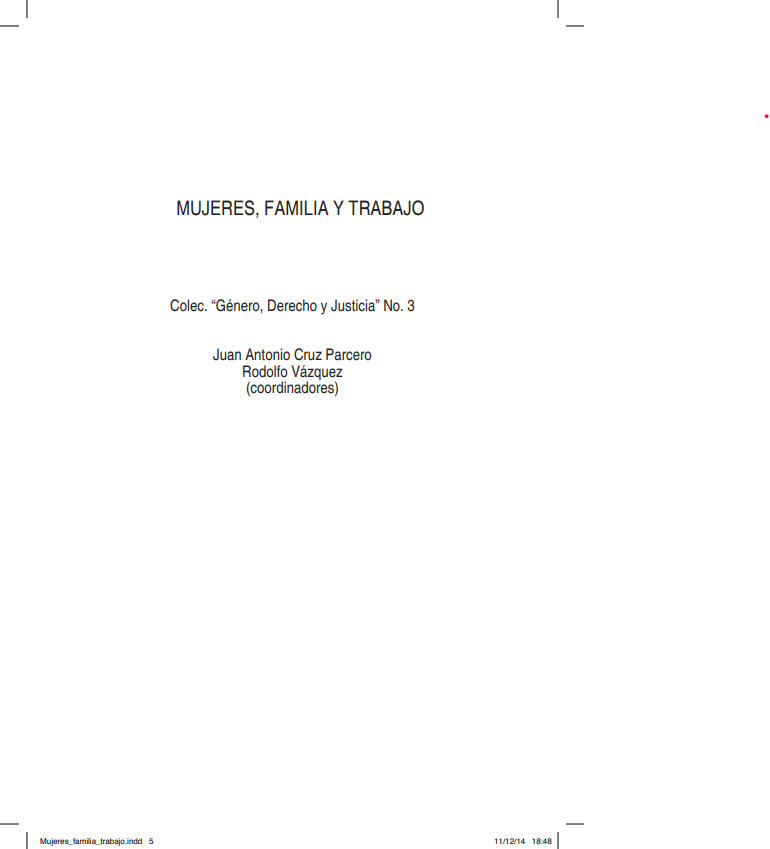 MUJERES, FAMILIA Y TRABAJO
Colec. “Género, Derecho y Justicia” No. 3
Juan Antonio Cruz Parcero
Rodolfo Vázquez
(coordinadores)
Mujeres_familia_trabajo.indd 5 11/12/14 18:48